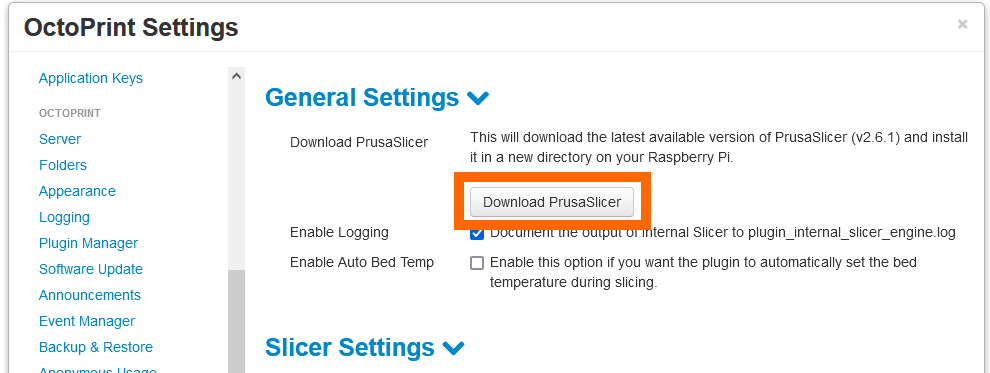 OctoPrint Settings
×
Application Keys
OCTOPRINT
Server
Folders
Appearance
Logging
Plugin Manager
Software Update
Announcements
Event Manager
Backup & Restore
Anonymous Usage
General Settings
Download PrusaSlicer
This will download the latest available version of PrusaSlicer (v2.6.1) and install
it in a new directory on your Raspberry Pi.
Download PrusaSlicer
Enable Logging
Document the output of Internal Slicer to plugin_internal_slicer_engine.log
Enable Auto Bed Temp
Enable this option if you want the plugin to automatically set the bed
temperature during slicing.
Slicer Settings